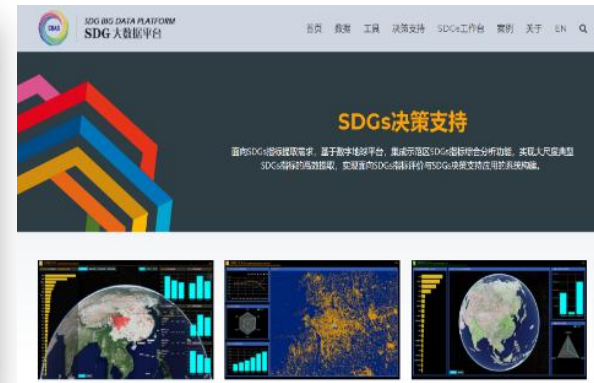 CBAS
SDG BIG DATA PLATFORM
SDG 大数据平台
首页 数据 工具 决策支持 SDGs工作台 案例 关于 EN
SDGs决策支持
面向SDGs指标提取需求，基于数字地球平台，集成示范区SDGs指标综合分析功能，实现大尺度典型
SDGs指标的高效提取，实现面向SDGs指标评价与SDGs决策支持应用的系统构建。